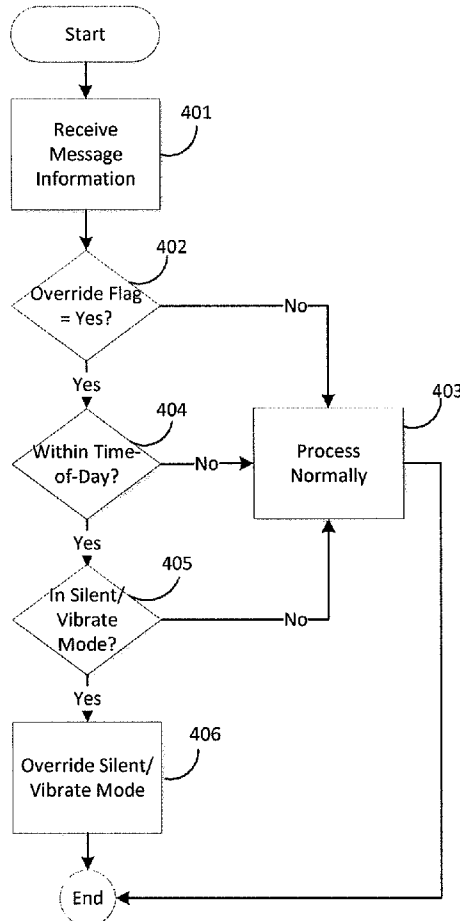 Start
Receive
Message
Information
401
402
Override Flag
= Yes?
No
Yes
404
403
Within Time-
of-Day?
No
Process
Normally
Yes
405
In Silent/
Vibrate
Mode?
No
Yes
406
Override Silent/
Vibrate Mode
End